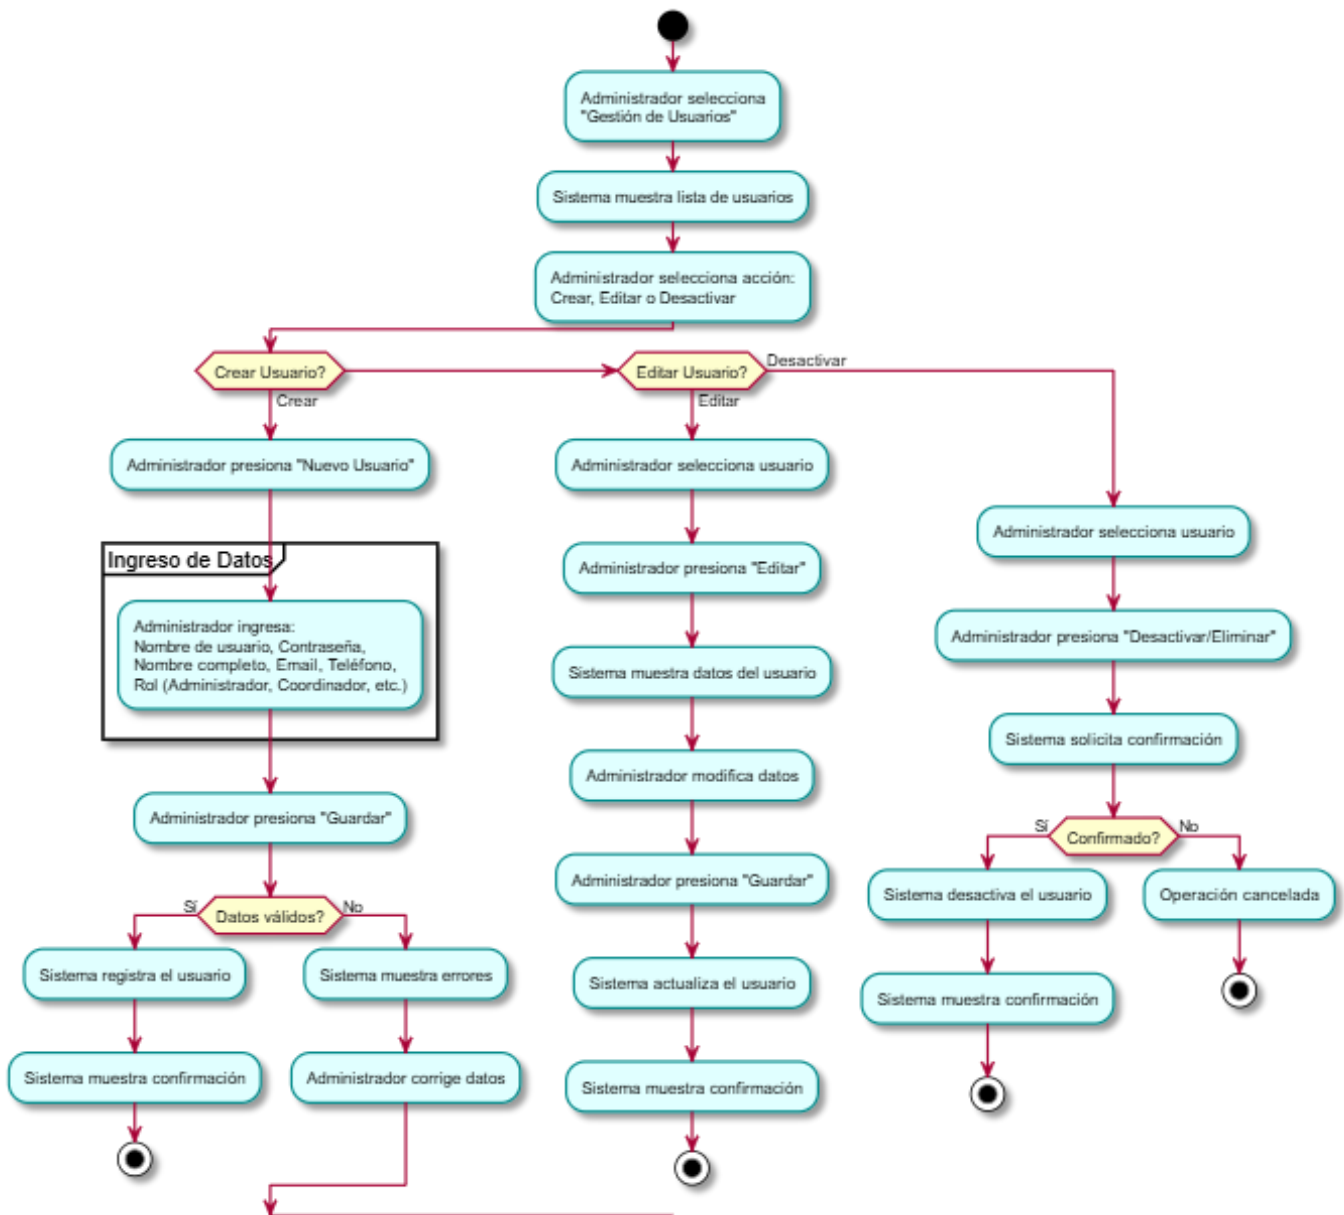 Administrador selecciona
"Gestión de Usuarios"
Sistema muestra lista de usuarios
Administrador selecciona acción:
Crear, Editar o Desactivar
Crear Usuario?
Crear
Editar Usuario?
Editar
Desactivar
Administrador presiona "Nuevo Usuario"
Ingreso de Datos
Administrador ingresa:
Nombre de usuario, Contraseña,
Nombre completo, Email, Teléfono,
Rol (Administrador, Coordinador, etc.)
Administrador presiona "Guardar"
Datos válidos?
Sí
No
Sistema registra el usuario
Sistema muestra confirmación
Sistema muestra errores
Administrador corrige datos
Administrador selecciona usuario
Administrador presiona "Editar"
Sistema muestra datos del usuario
Administrador modifica datos
Administrador presiona "Guardar"
Sistema actualiza el usuario
Sistema muestra confirmación
Administrador selecciona usuario
Administrador presiona "Desactivar/Eliminar"
Sistema solicita confirmación
Confirmado?
Sí
No
Sistema desactiva el usuario
Sistema muestra confirmación
Operación cancelada